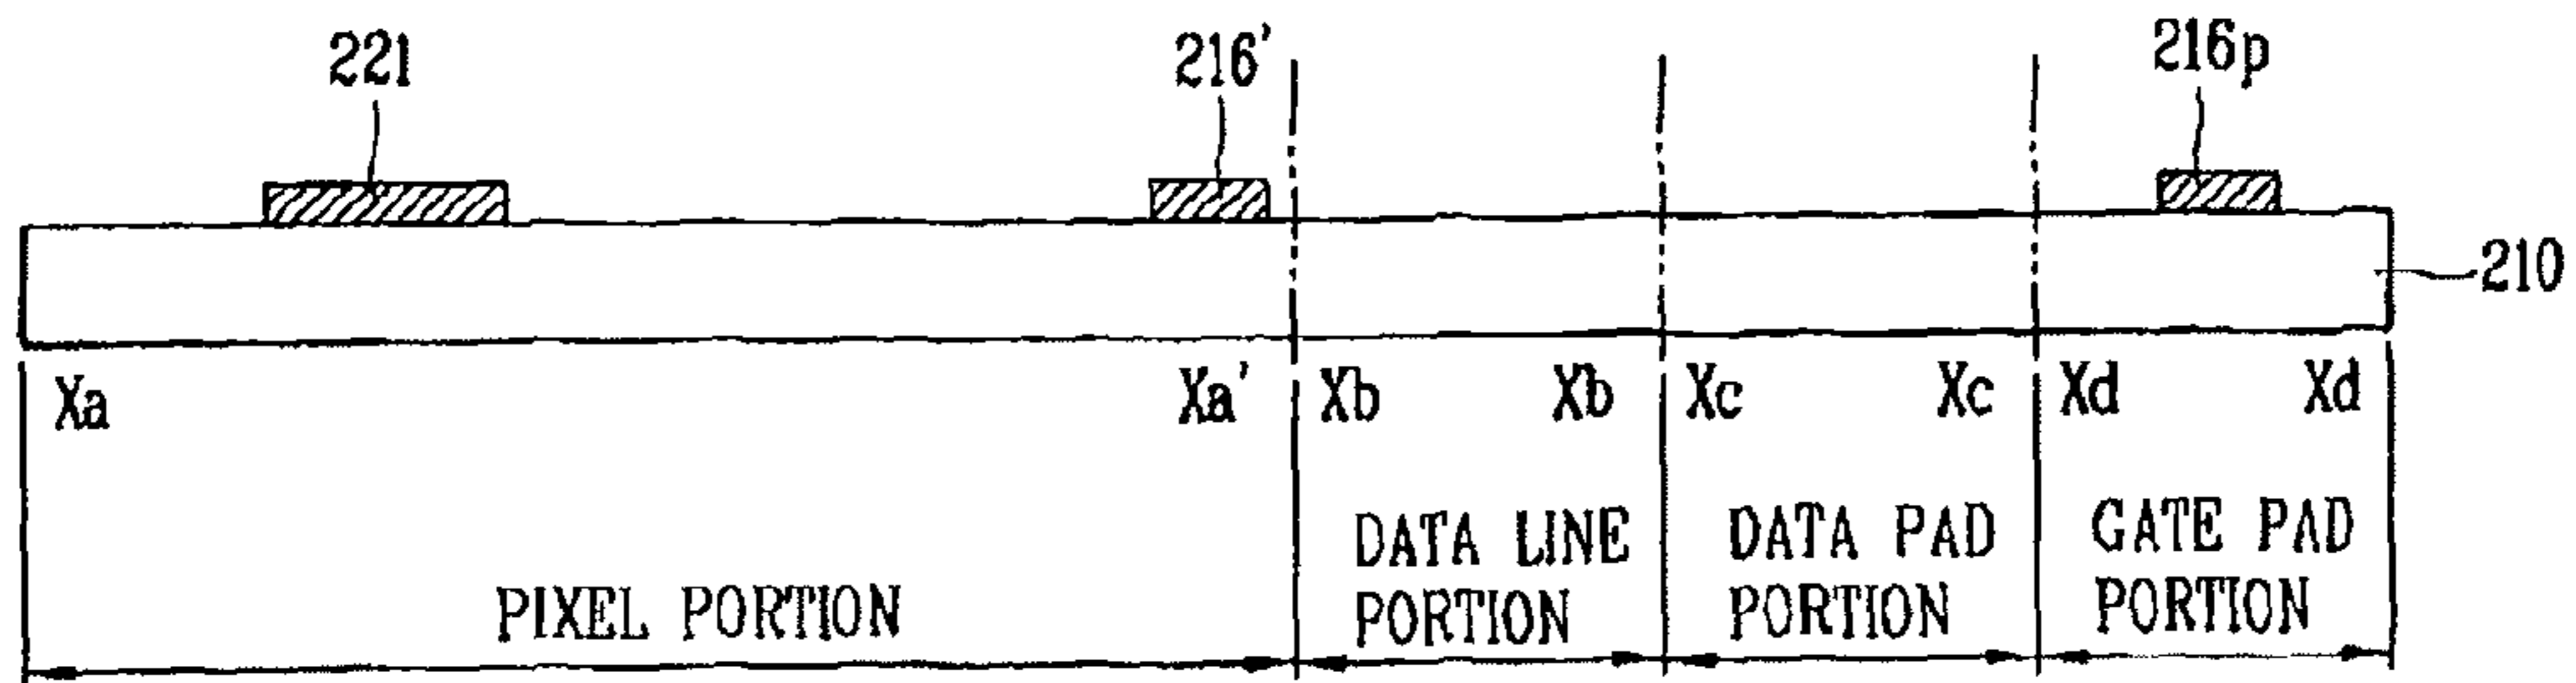 221
216'
216p
210
Xa
Xa'
Xb
Xb
Xc
Xc
Xd
Xd
PIXEL PORTION
DATA LINE
PORTION
DATA PAD
PORTION
GATE PAD
PORTION